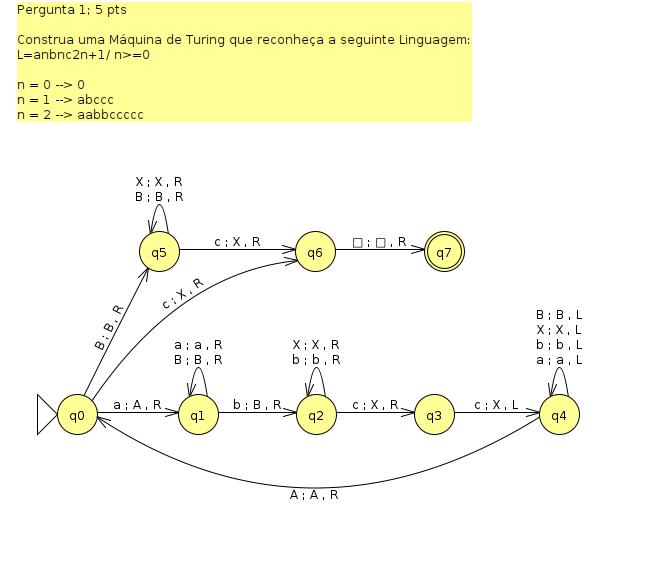 Pergunta 1; 5 pts
Construa uma Máquina de Turing que reconheça a seguinte Linguagem:
L=anbnc2n+1/ n>=0
n = 0 --> 0
n = 1 --> abccc
n = 2 --> aabbccccc
X ; X , R
B ; B , R
q5
c ; X , R
q6
□ ; □ , R
q7
B ; B , R
c ; X , R
a ; a , R
B ; B , R
X ; X , R
b ; b , R
B ; B , L
X ; X , L
b ; b , L
a ; a , L
q0
a ; A , R
q1
b ; B , R
q2
c ; X , R
q3
c ; X , L
q4
A ; A , R